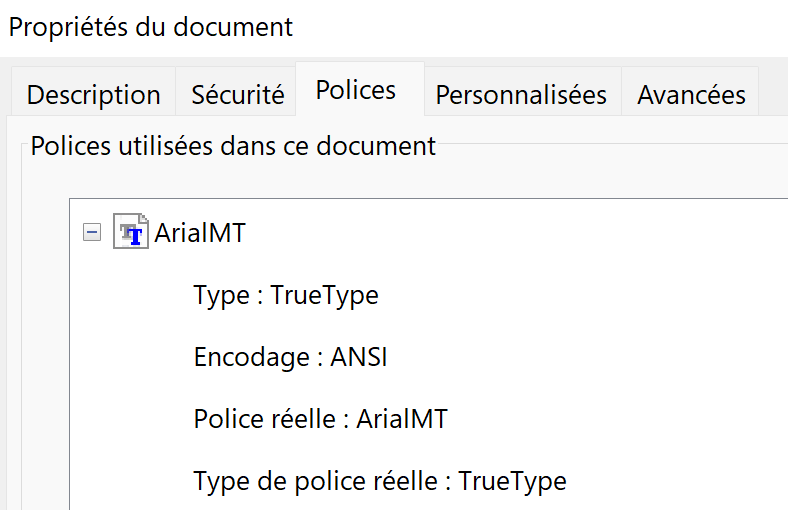 Propriétés du document
Description Sécurité Polices Personnalisées Avancées
Polices utilisées dans ce document
ArialMT
Type : TrueType
Encodage : ANSI
Police réelle : ArialMT
Type de police réelle : TrueType